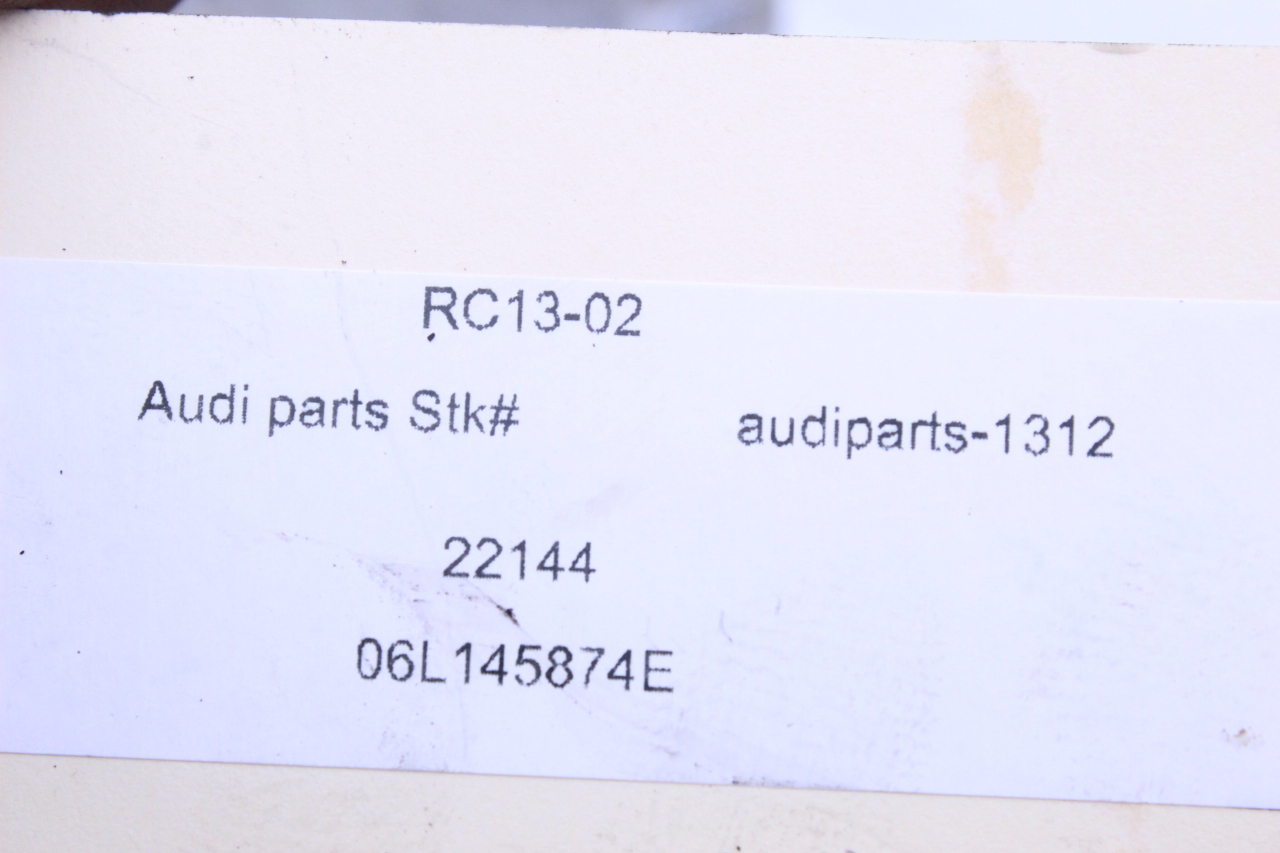 RC13-02
Audi parts Stk# audiparts-1312
22144
06L145874E